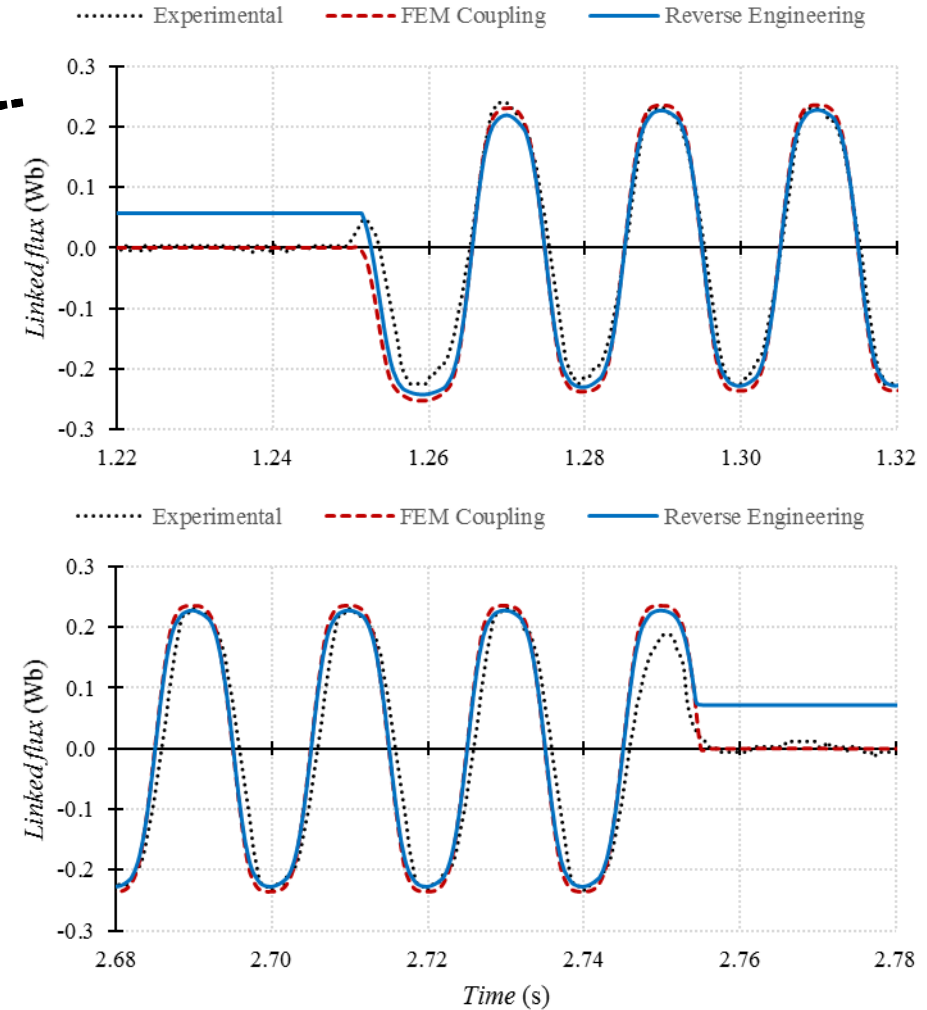 Experimental FEM Coupling Reverse Engineering
0.3
0.2
0.1
0.0
-0.1
-0.2
-0.3
Linked flux (Wb)
1.22 1.24 1.26 1.28 1.30 1.32
Experimental FEM Coupling Reverse Engineering
0.3
0.2
0.1
0.0
-0.1
-0.2
-0.3
Linked flux (Wb)
2.68 2.70 2.72 2.74 2.76 2.78
Time (s)